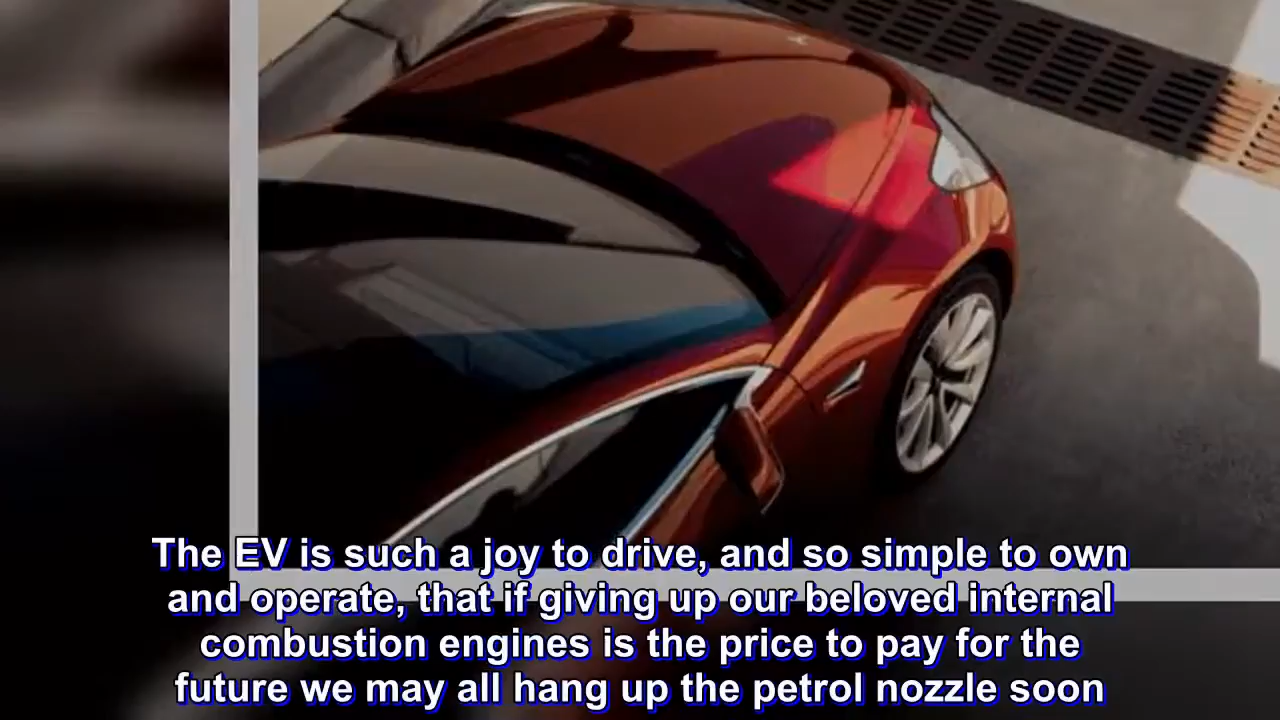 The EV is such a joy to drive, and so simple to own
and operate, that if giving up our beloved internal
combustion engines is the price to pay for the
future we may all hang up the petrol nozzle soon